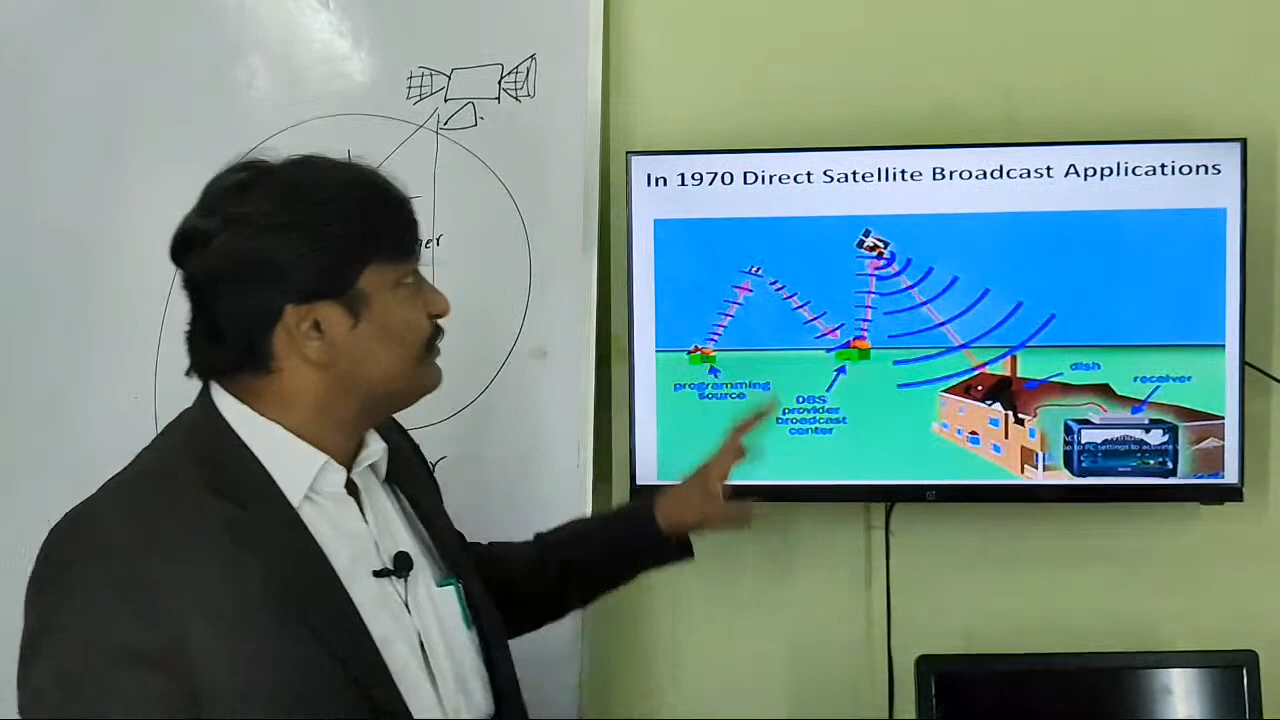 In 1970 Direct Satellite Broadcast Applications
programming
source
DBS
provider
broadcast
center
dish
receiver